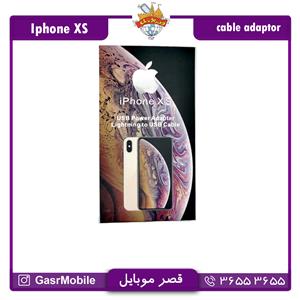 Iphone XS
cable adaptor
iPhone XS
USB Power Adapter
Lightning to USB Cable
GasrMobile
قصر موبایل
۳۶۵۵ ۳۶۵۵